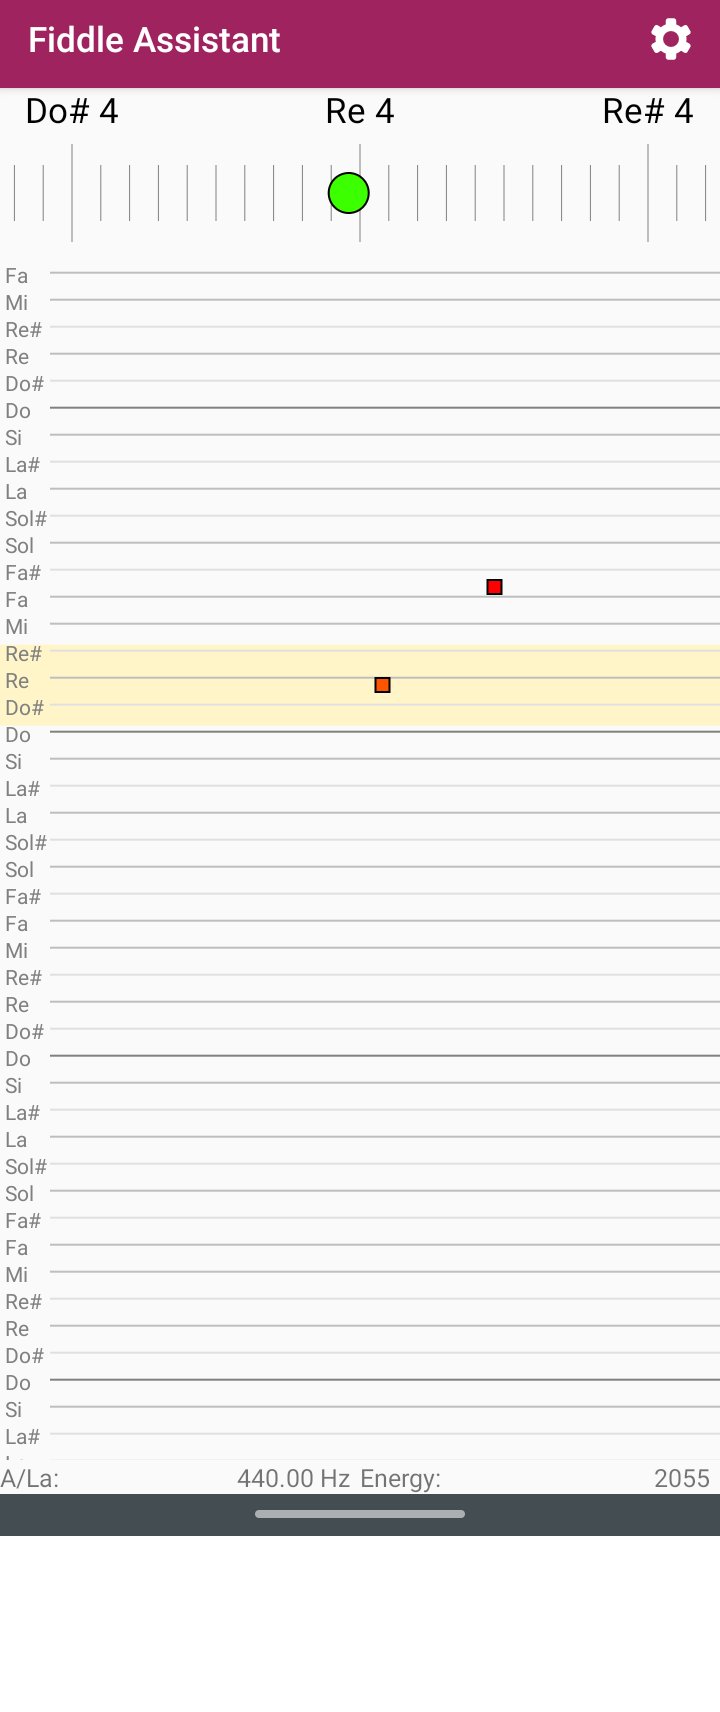 Fiddle Assistant
Do# 4 Re 4 Re# 4
Fa
Mi
Re#
Re
Do#
Do
Si
La#
La
Sol#
Sol
Fa#
Fa
Mi
Re#
Re
Do#
Do
Si
La#
La
Sol#
Sol
Fa#
Fa
Mi
Re#
Re
Do#
Do
Si
La#
La
Sol#
Sol
Fa#
Fa
Mi
Re#
Re
Do#
Do
Si
La#
A/La: 440.00 Hz Energy: 2055